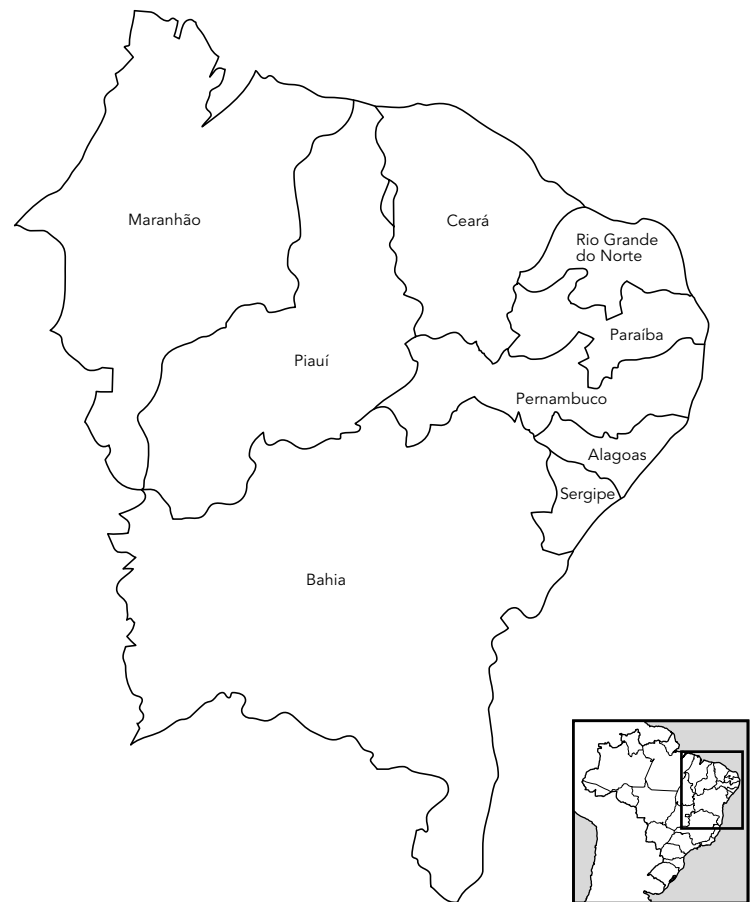 Maranhão
Ceará
Rio Grande
do Norte
Paraíba
Piauí
Pernambuco
Alagoas
Sergipe
Bahia